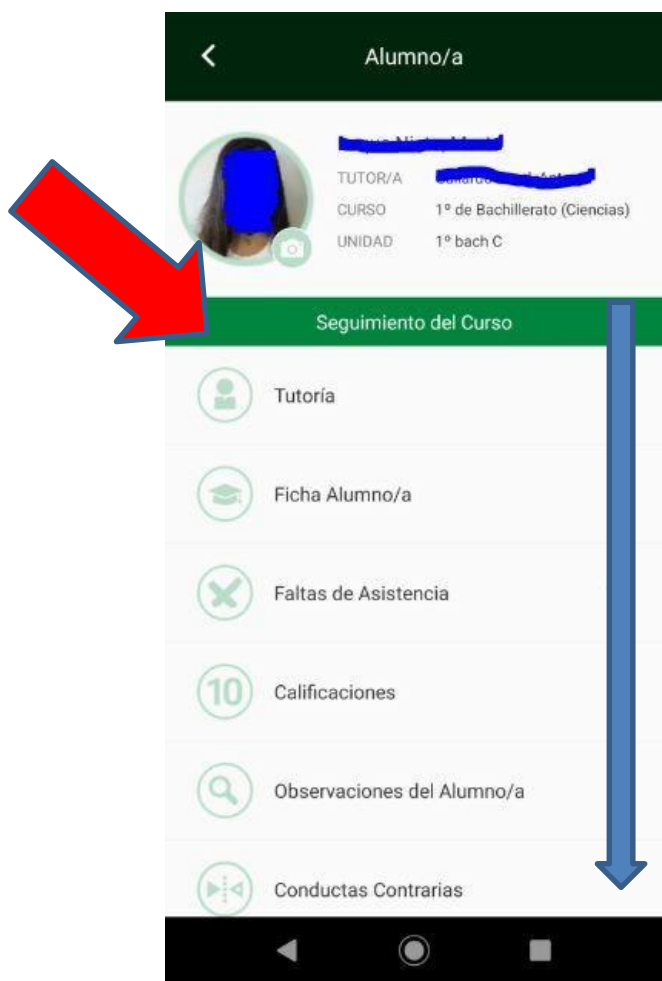 Alumno/a
TUTOR/A
CURSO 1º de Bachillerato (Ciencias)
UNIDAD 1º bach C
Seguimiento del Curso
Tutoría
Ficha Alumno/a
Faltas de Asistencia
10 Calificaciones
Observaciones del Alumno/a
Conductas Contrarias